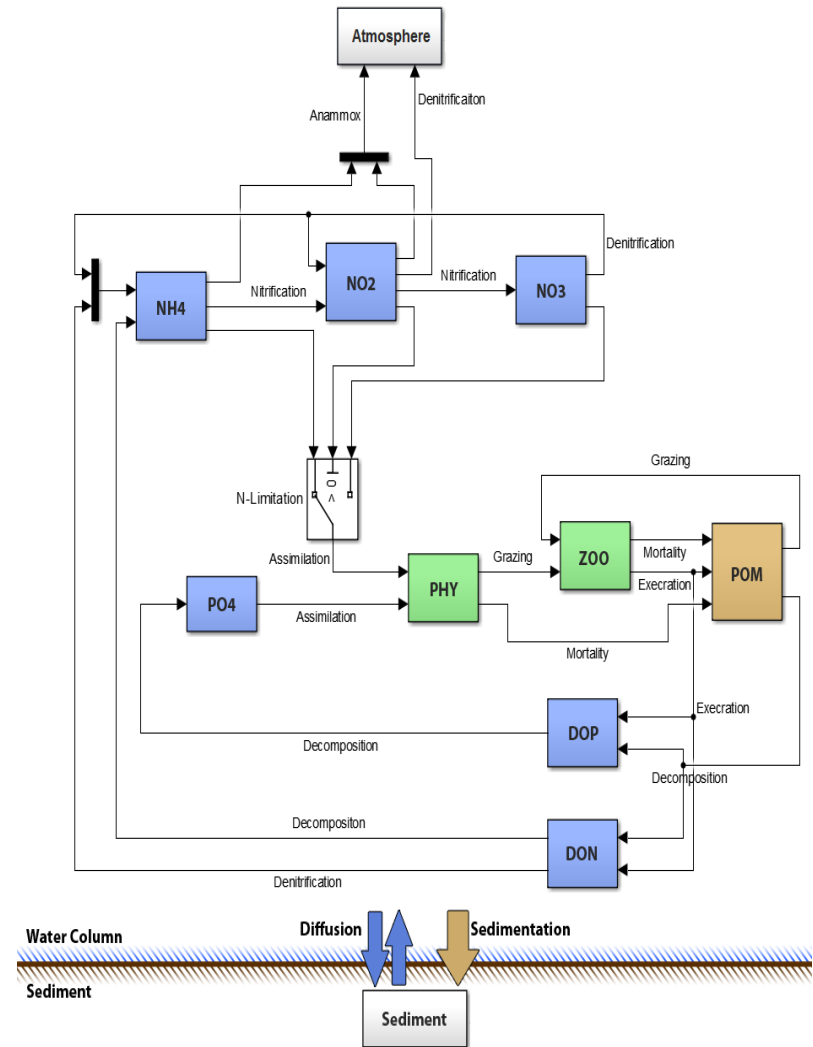 Atmosphere
Denitrificaiton
Anammox
Denitrification
NH4
Nitrification
NO2
Nitrification
NO3
N-Limitation
Grazing
Assimilation
PHY
Grazing
ZOO
Mortality
Execration
POM
PO4
Assimilation
Mortality
Execration
DOP
Decomposition
Decomposition
Decompositon
DON
Denitrification
Water Column
Diffusion
Sedimentation
Sediment
Sediment